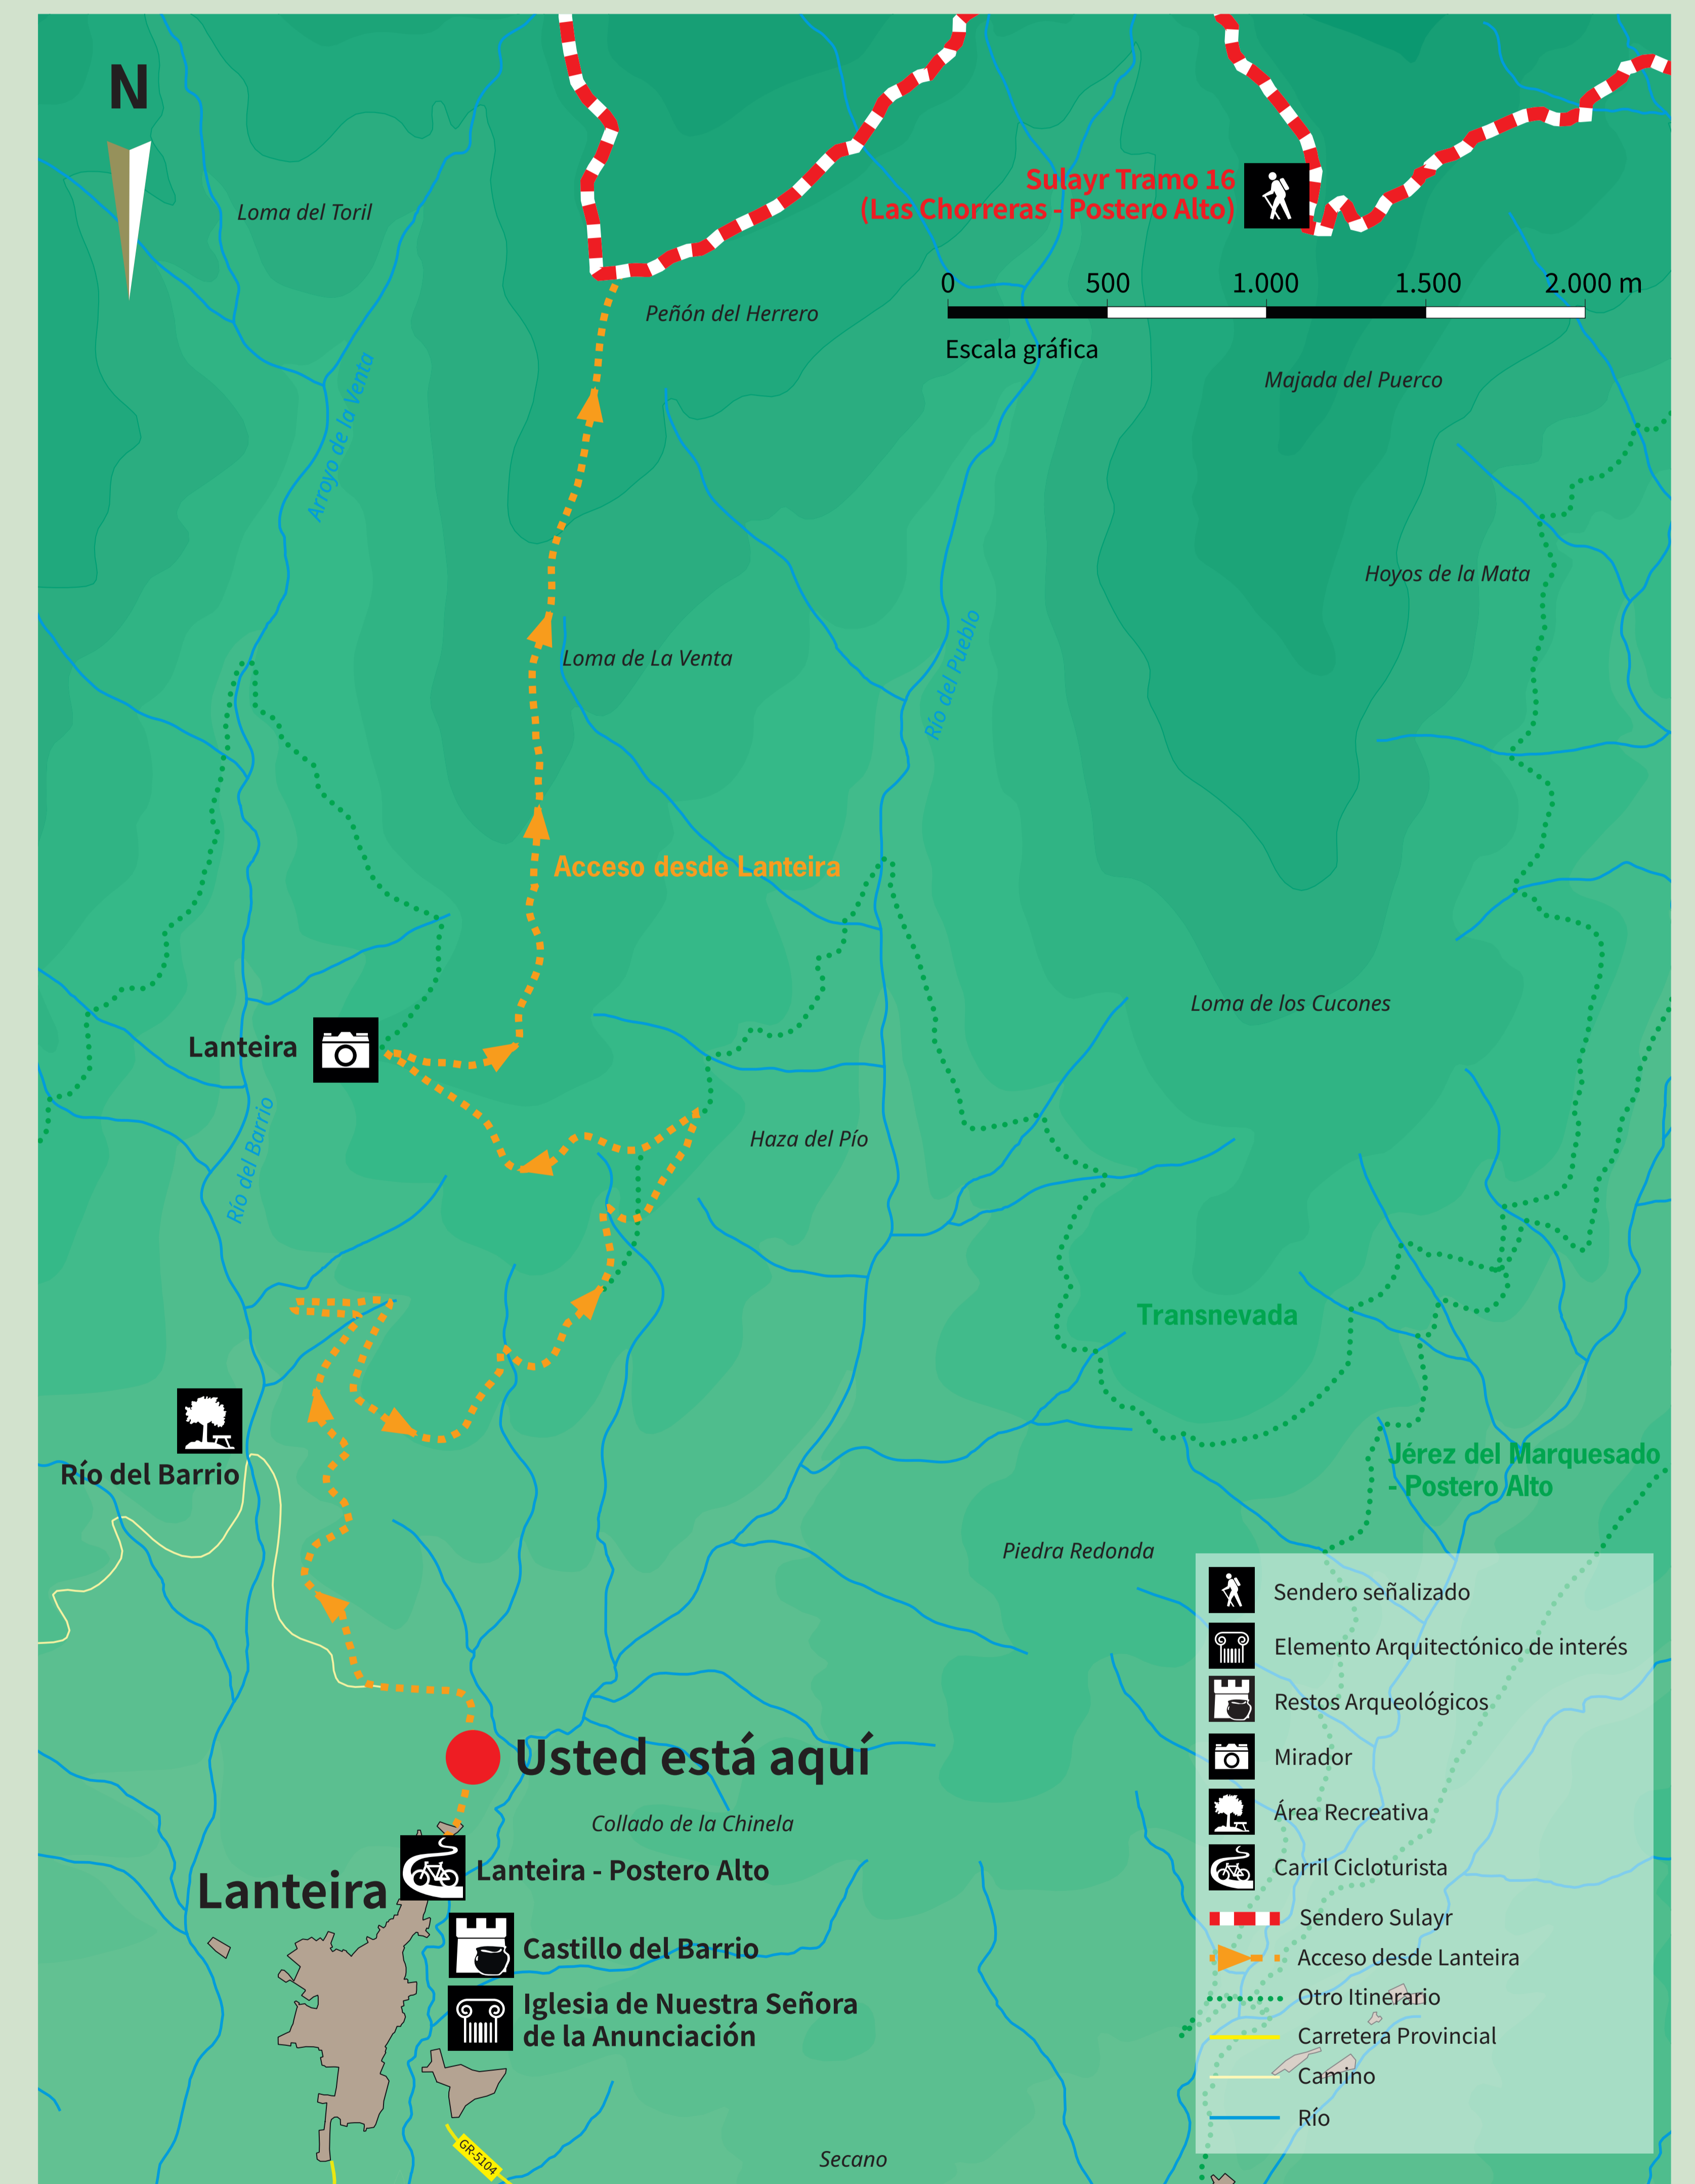 N
Loma del Toril
Sulayr Tramo 16
(Las Chorreras - Postero Alto)
0 500 1.000 1.500 2.000 m
Escala gráfica
Peñón del Herrero
Majada del Puerco
Arroyo de la Venta
Hoyos de la Mata
Loma de La Venta
Río del Pueblo
Acceso desde Lanteira
Loma de los Cucones
Lanteira
Río del Barrio
Haza del Pío
Transnevada
Jérez del Marquesado
- Postero Alto
Río del Barrio
Piedra Redonda
Usted está aquí
Collado de la Chinela
Lanteira - Postero Alto
Lanteira
Castillo del Barrio
Iglesia de Nuestra Señora
de la Anunciación
GR-5104
Secano
Sendero señalizado
Elemento Arquitectónico de interés
Restos Arqueológicos
Mirador
Área Recreativa
Carril Cicloturista
Sendero Sulayr
Acceso desde Lanteira
Otro Itinerario
Carretera Provincial
Camino
Río